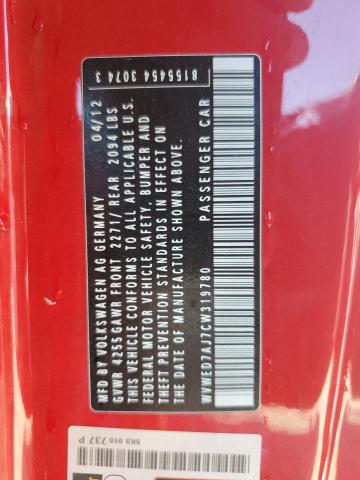 MFD BY VOLKSWAGEN AG GERMANY 04/12
GVWR 4255 GAWR FRONT 2271/ REAR 2094 LBS
THIS VEHICLE CONFORMS TO ALL APPLICABLE U.S.
FEDERAL MOTOR VEHICLE SAFETY, BUMPER AND
THEFT PREVENTION STANDARDS IN EFFECT ON
THE DATE OF MANUFACTURE SHOWN ABOVE.
8155454 3074 3
WVWED7AJ7CW319780 PASSENGER CAR
5K0 010 737 P